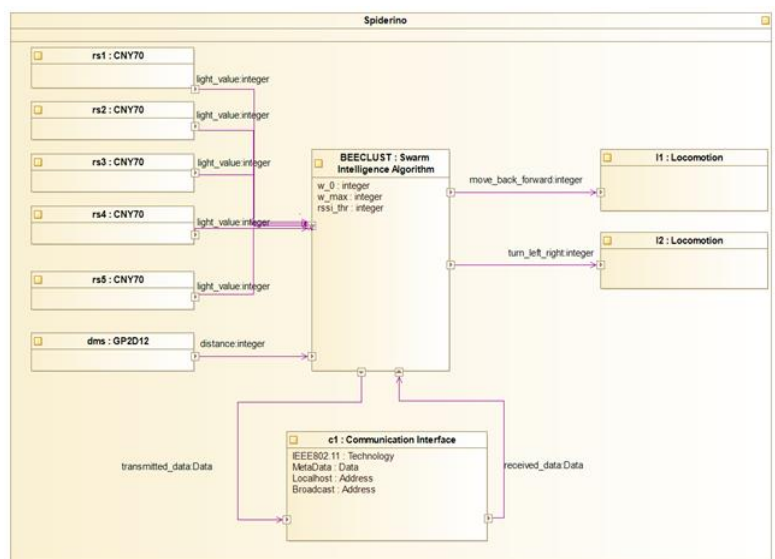 Spiderino
rs1 : CNY70
light_value:integer
rs2 : CNY70
light_value:integer
rs3 : CNY70
light_value:integer
rs4 : CNY70
light_value:integer
rs5 : CNY70
light_value:integer
dms : GP2D12
distance:integer
BEECLUST : Swarm
Intelligence Algorithm
w_0 : integer
w_max : integer
rssi_thr : integer
move_back_forward:integer
l1 : Locomotion
turn_left_right:integer
l2 : Locomotion
transmitted_data:Data
c1 : Communication Interface
IEEE802.11 : Technology
MetaData : Data
Localhost : Address
Broadcast : Address
received_data:Data